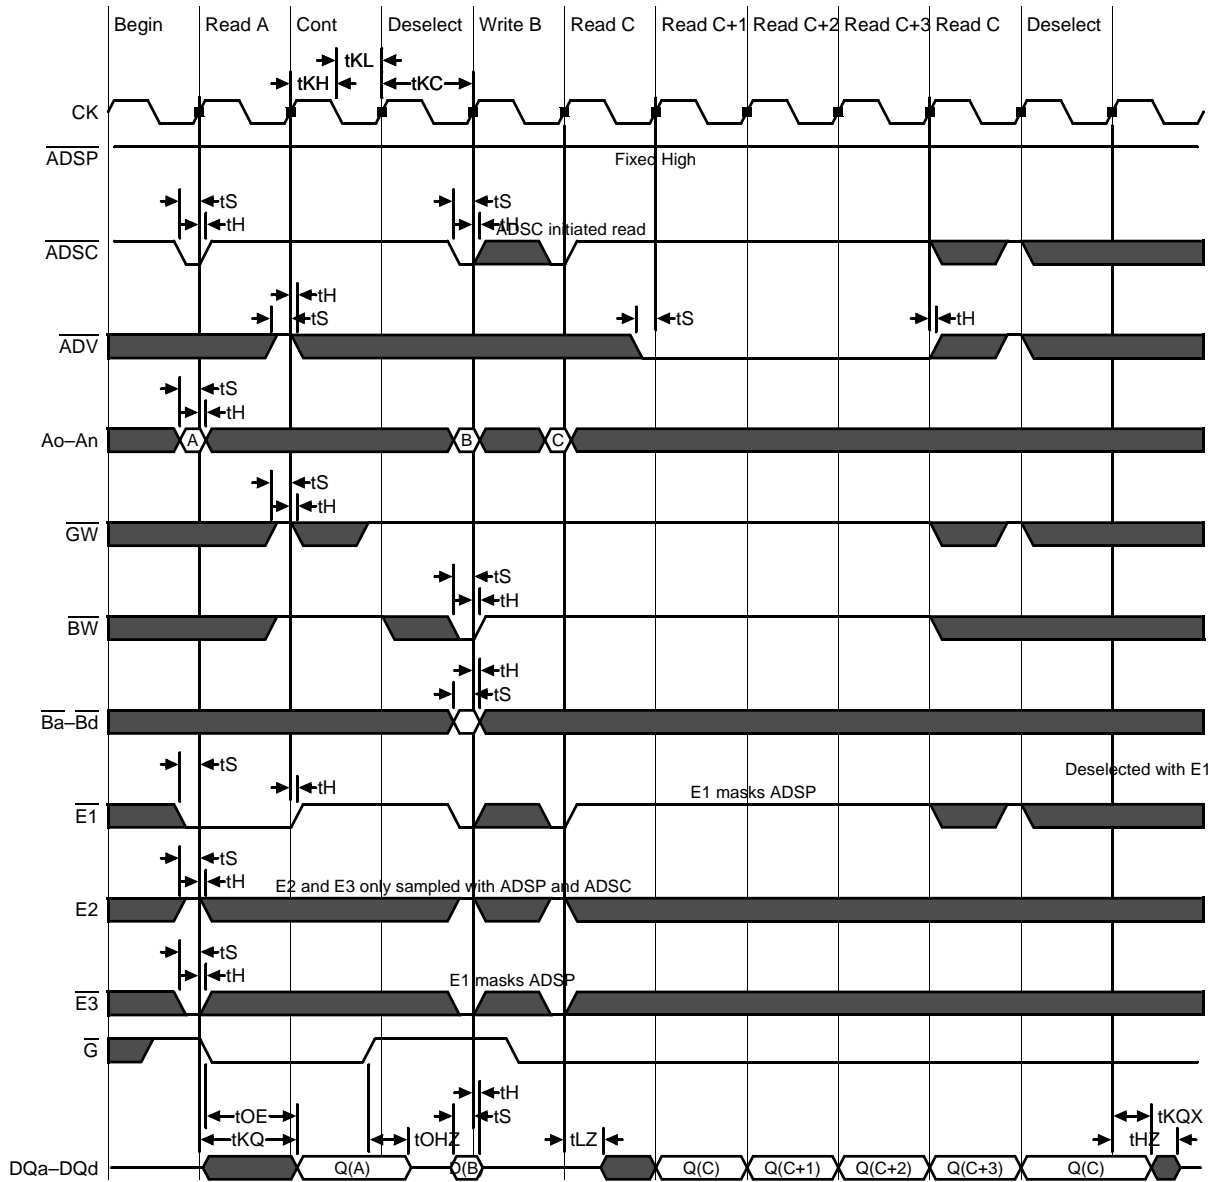 Begin Read A Cont Deselect Write B Read C Read C+1 Read C+2 Read C+3 Read C Deselect
tKL
tKH tKC
CK
ADSP
Fixed High
tS tS
tH tH
ADSC initiated read
ADSC
tH
tS tS tH
ADV
tS
tH
Ao–An A B C
tS
tH
GW
tS
tH
BW
tH
tS
Ba–Bd
tS Deselected with E1
tH
E1 masks ADSP
E1
tS
tH
E2 and E3 only sampled with ADSP and ADSC
E2
tS
tH
E1 masks ADSP
E3
G
tH
tOE tS tKQX
tKQ tOHZ tLZ tHZ
DQa–DQd Q(A) D(B) Q(C) Q(C+1) Q(C+2) Q(C+3) Q(C)